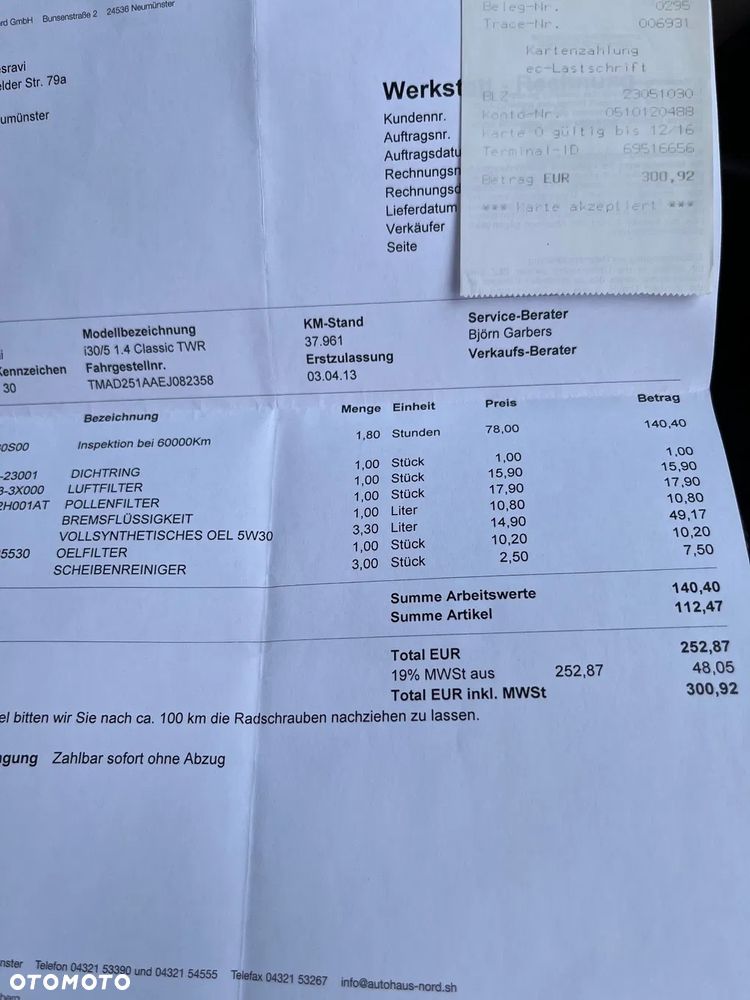 rd GmbH Bunsenstraße 2 24536 Neumünster
Beleg-Nr. 0295
Trace-Nr. 006931
Kartenzahlung
ec-Lastschrift
BLZ 23051030
Konto-Nr. 0510120488
Karte 0 gültig bis 12/16
Terminal-ID 69516656
Betrag EUR 300,92
*** Karte akzeptiert ***
sravi
elder Str. 79a
umünster
Werkst
Kundennr.
Auftragsnr.
Auftragsdatu
Rechnungsn
Rechnungsd
Lieferdatum
Verkäufer
Seite
Modellbezeichnung KM-Stand Service-Berater
i30/5 1.4 Classic TWR 37.961 Björn Garbers
Kennzeichen Fahrgestellnr. Erstzulassung Verkaufs-Berater
30 TMAD251AAEJ082358 03.04.13
Bezeichnung Menge Einheit Preis Betrag
0S00 Inspektion bei 60000Km 1,80 Stunden 78,00 140,40
-23001 DICHTRING 1,00 Stück 1,00 1,00
3-3X000 LUFTFILTER 1,00 Stück 15,90 15,90
2H001AT POLLENFILTER 1,00 Stück 17,90 17,90
BREMSFLÜSSIGKEIT 1,00 Liter 10,80 10,80
VOLLSYNTHETISCHES OEL 5W30 3,30 Liter 14,90 49,17
5530 OELFILTER 1,00 Stück 10,20 10,20
SCHEIBENREINIGER 3,00 Stück 2,50 7,50
Summe Arbeitswerte 140,40
Summe Artikel 112,47
Total EUR 252,87
19% MWSt aus 252,87 48,05
Total EUR inkl. MWSt 300,92
el bitten wir Sie nach ca. 100 km die Radschrauben nachziehen zu lassen.
gung Zahlbar sofort ohne Abzug
nster Telefon 04321 53390 und 04321 54555 Telefax 04321 53267 info@autohaus-nord.sh
OTOMOTO